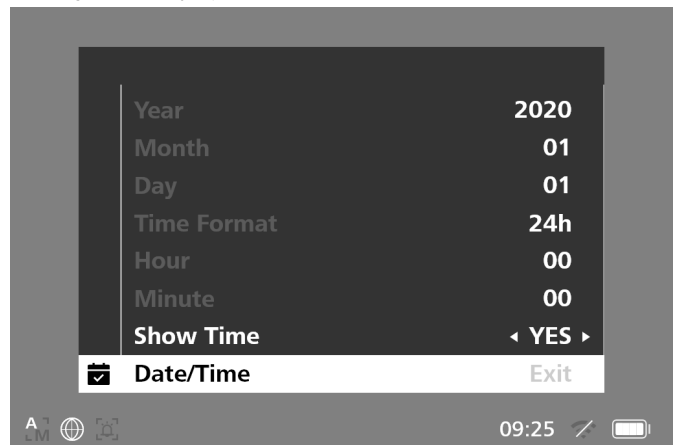 Year 2020
Month 01
Day 01
Time Format 24h
Hour 00
Minute 00
Show Time YES
Date/Time Exit
A M 09:25